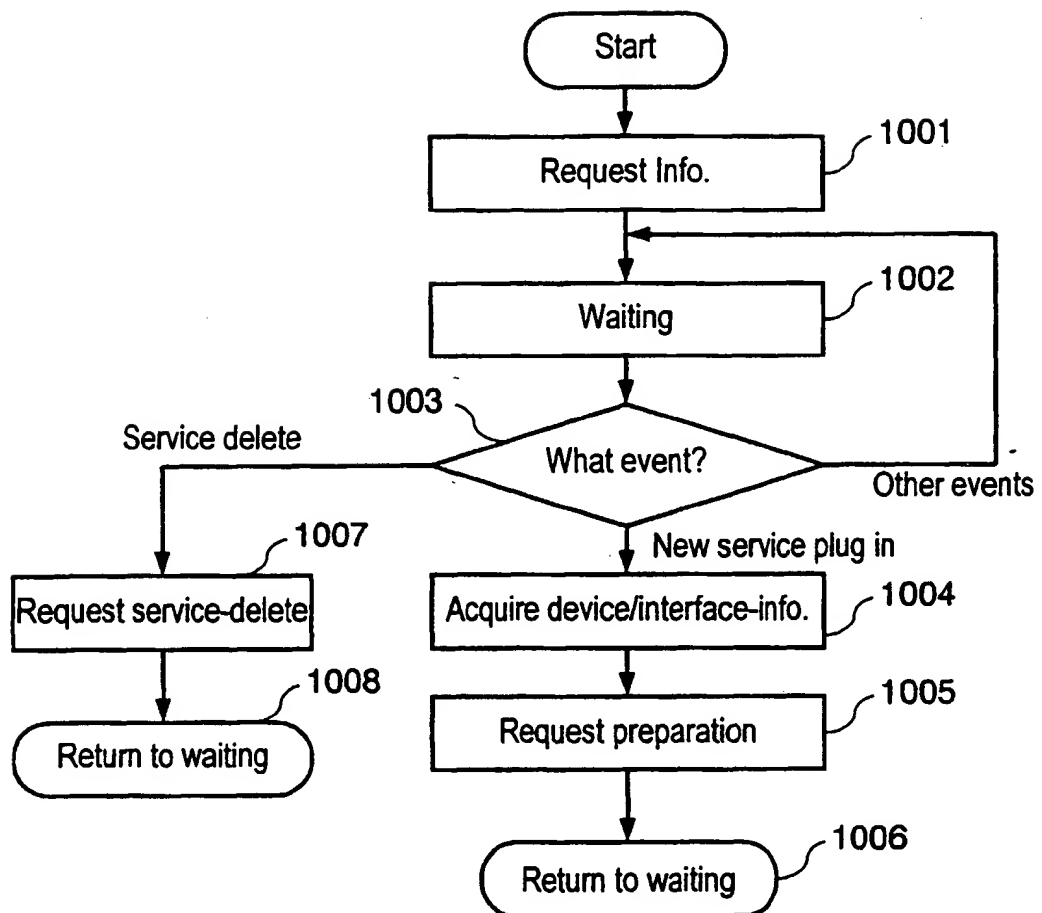 Start
1001
Request Info.
1002
Waiting
1003
Service delete
What event?
Other events
1007
New service plug in
Request service-delete
Acquire device/interface-info.
1004
1008
1005
Return to waiting
Request preparation
1006
Return to waiting